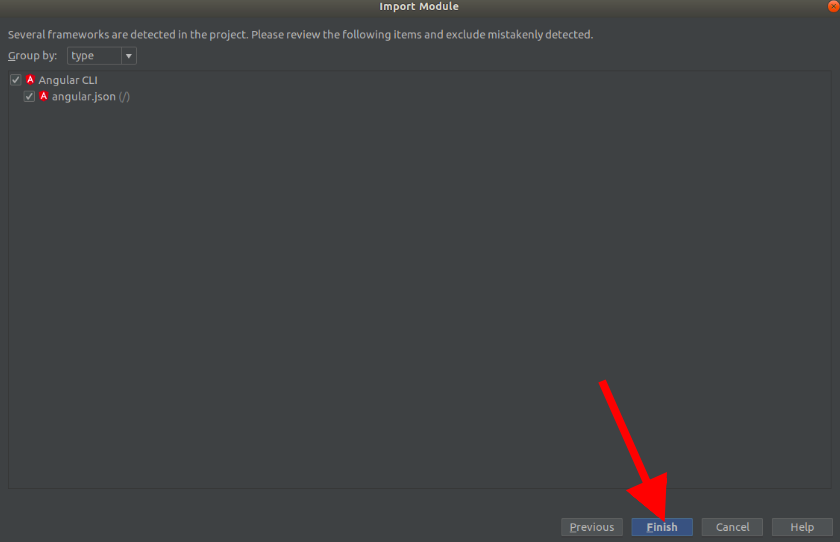 Import Module
Several frameworks are detected in the project. Please review the following items and exclude mistakenly detected.
Group by: type
A Angular CLI
A angular.json (/)
Previous Finish Cancel Help